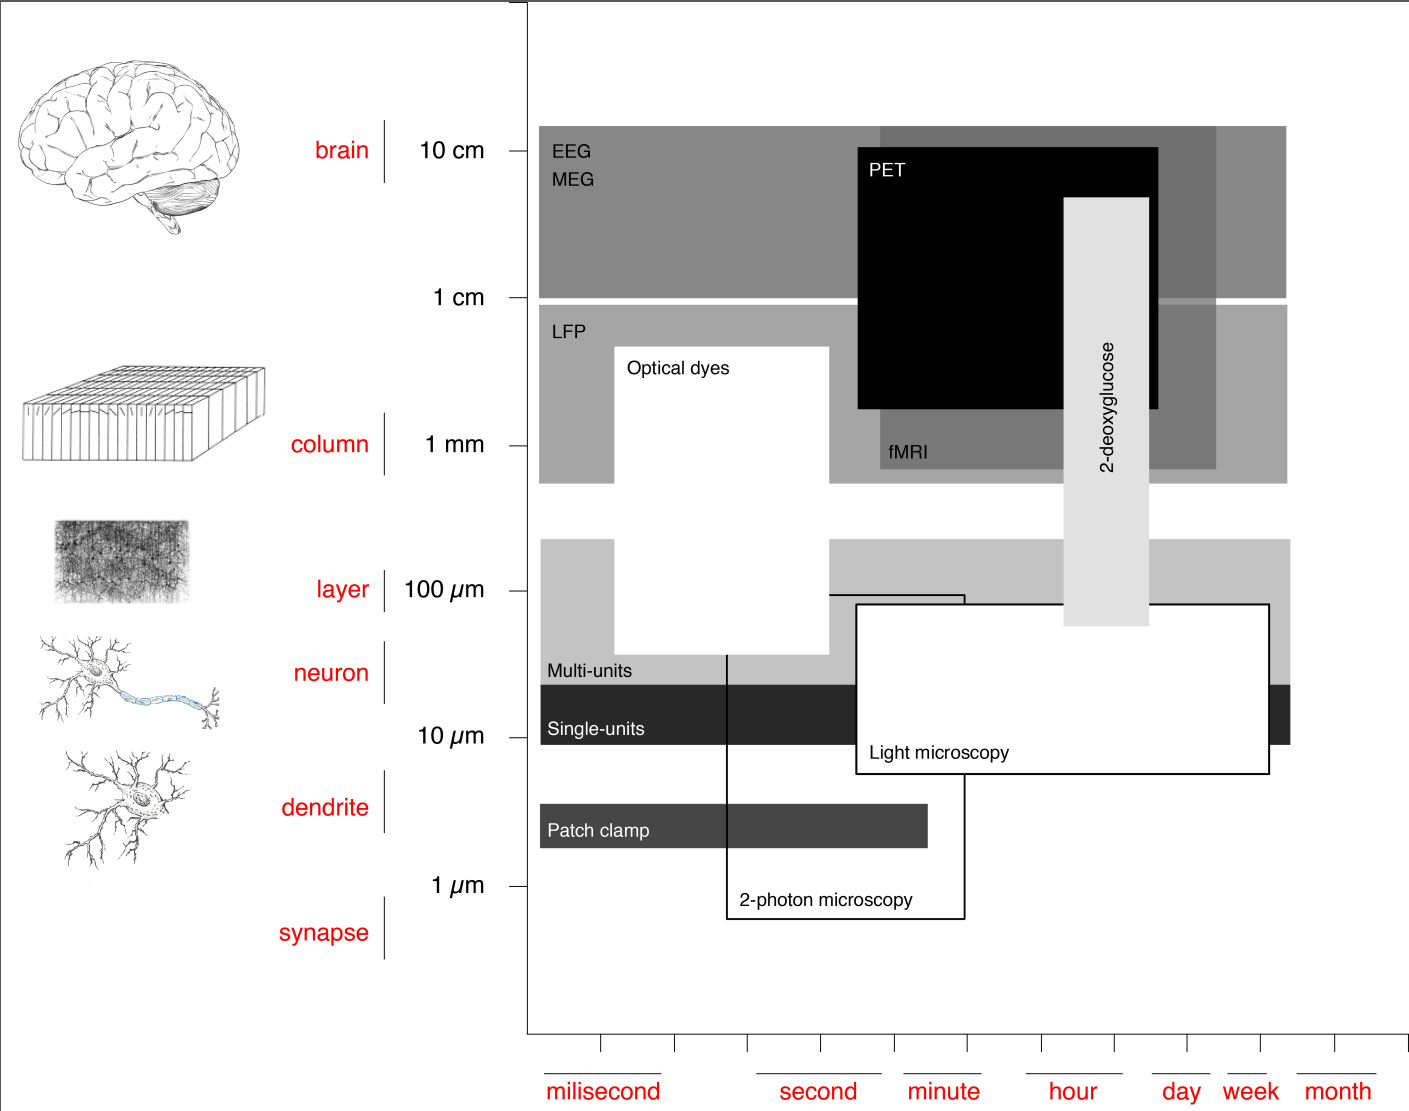 brain
10 cm
EEG
MEG
PET
1 cm
LFP
Optical dyes
2-deoxyglucose
column
1 mm
fMRI
layer
100 µm
neuron
Multi-units
10 µm
Single-units
Light microscopy
dendrite
Patch clamp
1 µm
2-photon microscopy
synapse
milisecond second minute hour day week month